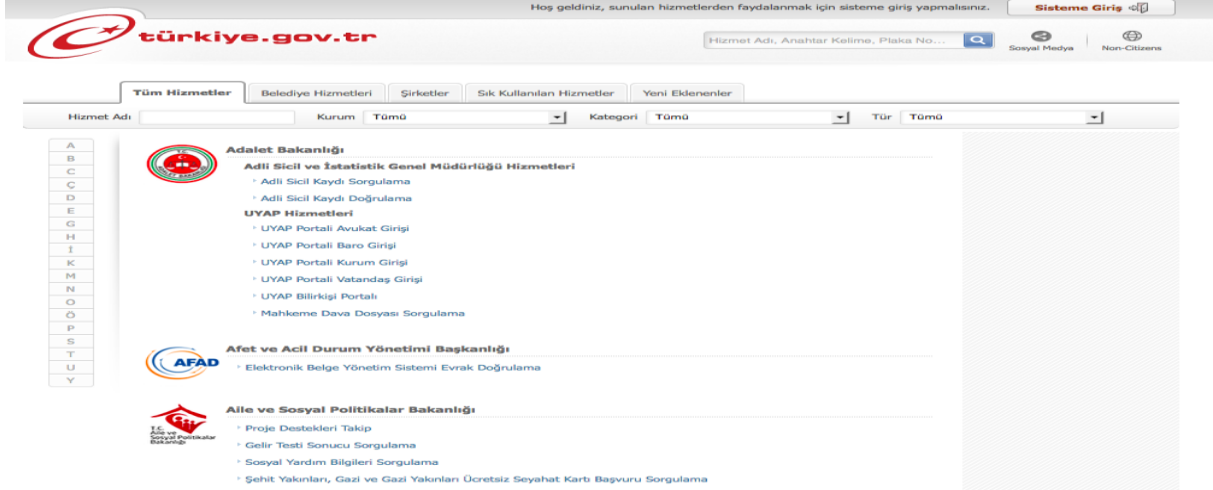 Hoş geldiniz, sunulan hizmetlerden faydalanmak için sisteme giriş yapmalısınız.
Sisteme Giriş
türkiye.gov.tr
Hizmet Adı, Anahtar Kelime, Plaka No...
Sosyal Medya
Non-Citizens
Tüm Hizmetler
Belediye Hizmetleri
Şirketler
Sık Kullanılan Hizmetler
Yeni Eklenenler
Hizmet Adı
Kurum Tümü
Kategori Tümü
Tür Tümü
A
B
C
Ç
D
E
G
H
İ
K
M
N
O
Ö
P
S
T
U
Y
Adalet Bakanlığı
Adli Sicil ve İstatistik Genel Müdürlüğü Hizmetleri
Adli Sicil Kaydı Sorgulama
Adli Sicil Kaydı Doğrulama
UYAP Hizmetleri
UYAP Portali Avukat Girişi
UYAP Portali Baro Girişi
UYAP Portali Kurum Girişi
UYAP Portali Vatandaş Girişi
UYAP Bilirkişi Portalı
Mahkeme Dava Dosyası Sorgulama
AFAD
Afet ve Acil Durum Yönetimi Başkanlığı
Elektronik Belge Yönetim Sistemi Evrak Doğrulama
T.C.
Aile ve
Sosyal Politikalar
Bakanlığı
Aile ve Sosyal Politikalar Bakanlığı
Proje Destekleri Takip
Gelir Testi Sonucu Sorgulama
Sosyal Yardım Bilgileri Sorgulama
Şehit Yakınları, Gazi ve Gazi Yakınları Ücretsiz Seyahat Kartı Başvuru Sorgulama